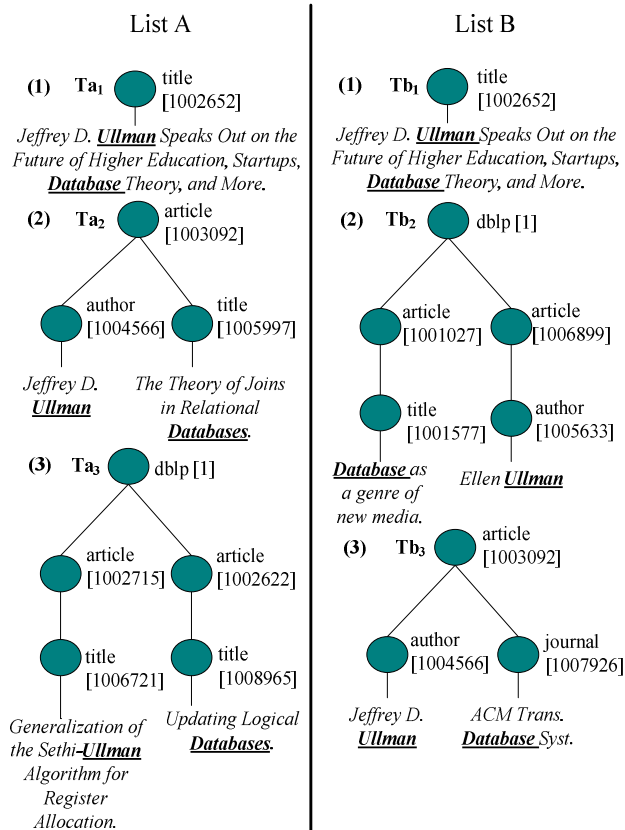 List A
(1) Ta1 title
[1002652]
Jeffrey D. Ullman Speaks Out on the
Future of Higher Education, Startups,
Database Theory, and More.
(2) Ta2 article
[1003092]
author
[1004566]
title
[1005997]
Jeffrey D.
Ullman
The Theory of Joins
in Relational
Databases.
(3) Ta3 dblp [1]
article
[1002715]
article
[1002622]
title
[1006721]
title
[1008965]
Generalization of
the Sethi-Ullman
Algorithm for
Register
Allocation.
Updating Logical
Databases.
List B
(1) Tb1 title
[1002652]
Jeffrey D. Ullman Speaks Out on the
Future of Higher Education, Startups,
Database Theory, and More.
(2) Tb2 dblp [1]
article
[1001027]
article
[1006899]
title
[1001577]
author
[1005633]
Database as
a genre of
new media.
Ellen Ullman
(3) Tb3 article
[1003092]
author
[1004566]
journal
[1007926]
Jeffrey D.
Ullman
ACM Trans.
Database Syst.